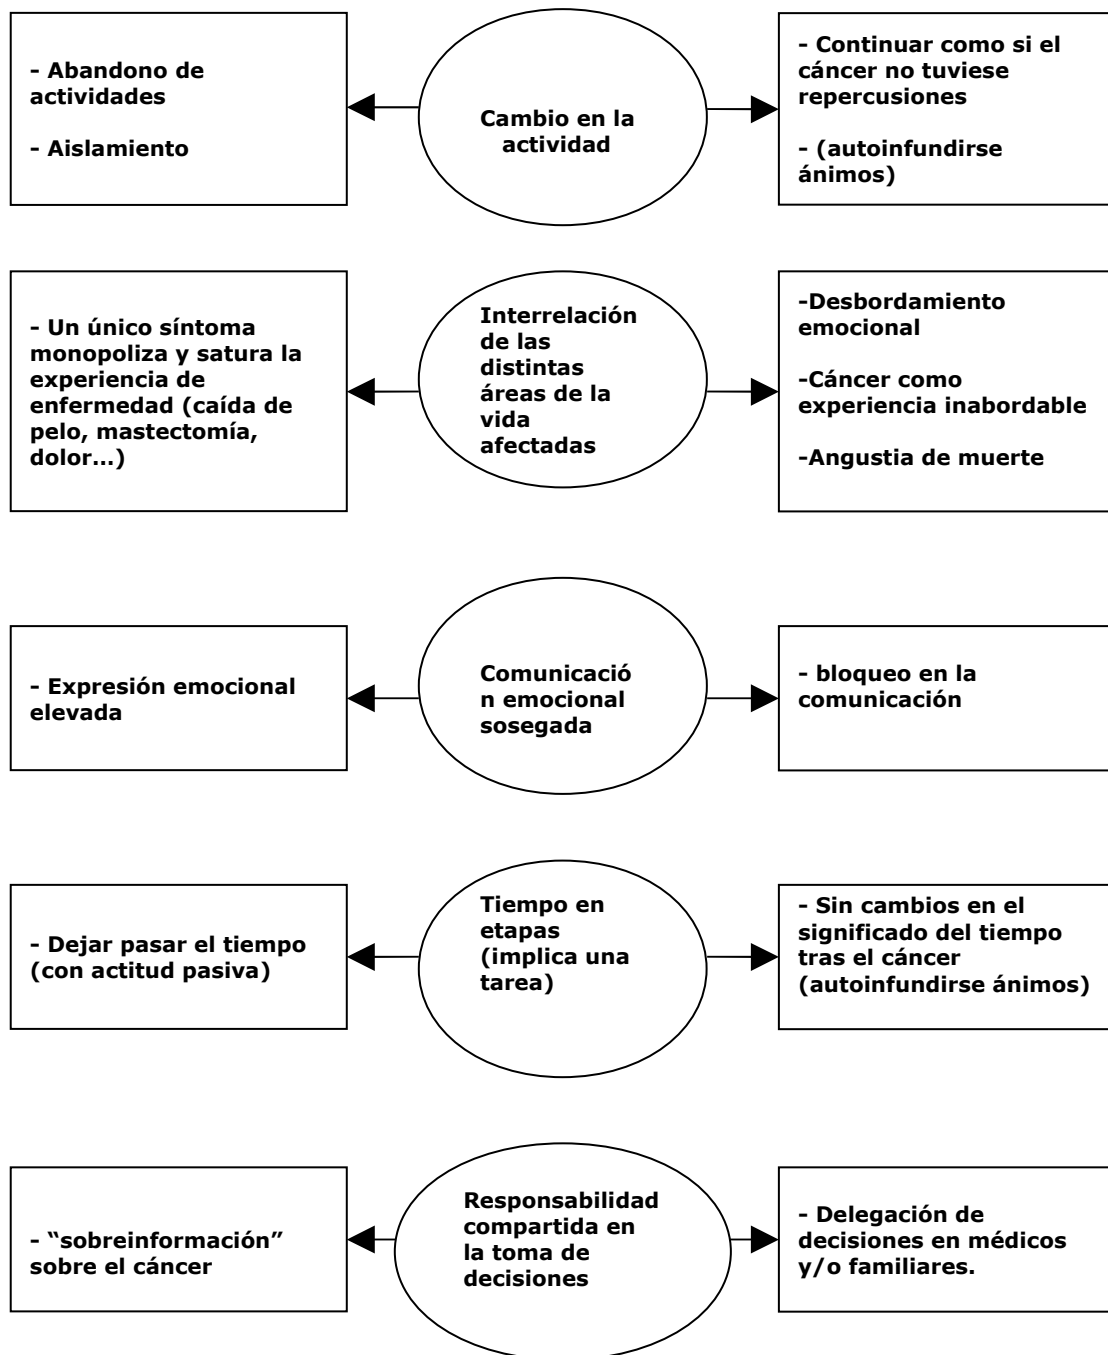 - Abandono de
actividades
- Aislamiento
Cambio en la
actividad
- Continuar como si el
cáncer no tuviese
repercusiones
- (autoinfundirse
ánimos)
- Un único síntoma
monopoliza y satura la
experiencia de
enfermedad (caída de
pelo, mastectomía,
dolor...)
Interrelación
de las
distintas
áreas de la
vida
afectadas
-Desbordamiento
emocional
-Cáncer como
experiencia inabordable
-Angustia de muerte
- Expresión emocional
elevada
Comunicació
n emocional
sosegada
- bloqueo en la
comunicación
- Dejar pasar el tiempo
(con actitud pasiva)
Tiempo en
etapas
(implica una
tarea)
- Sin cambios en el
significado del tiempo
tras el cáncer
(autoinfundirse ánimos)
- “sobreinformación”
sobre el cáncer
Responsabilidad
compartida en
la toma de
decisiones
- Delegación de
decisiones en médicos
y/o familiares.